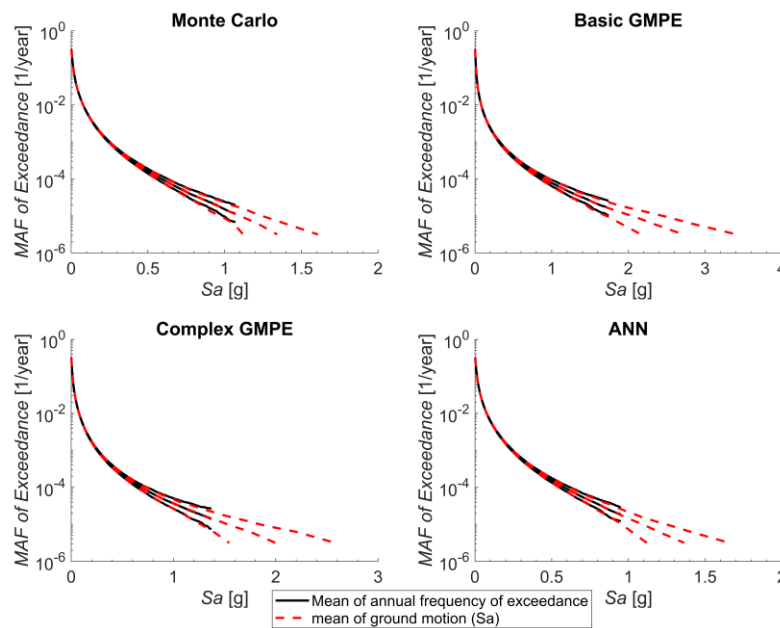 Monte Carlo
MAF of Exceedance [1/year]
10^0
10^-2
10^-4
10^-6
0 0.5 1 1.5 2
Sa [g]
Basic GMPE
MAF of Exceedance [1/year]
10^0
10^-2
10^-4
10^-6
0 1 2 3 4
Sa [g]
Complex GMPE
MAF of Exceedance [1/year]
10^0
10^-2
10^-4
10^-6
0 1 2 3
Sa [g]
ANN
MAF of Exceedance [1/year]
10^0
10^-2
10^-4
10^-6
0 0.5 1 1.5 2
Sa [g]
Mean of annual frequency of exceedance
mean of ground motion (Sa)